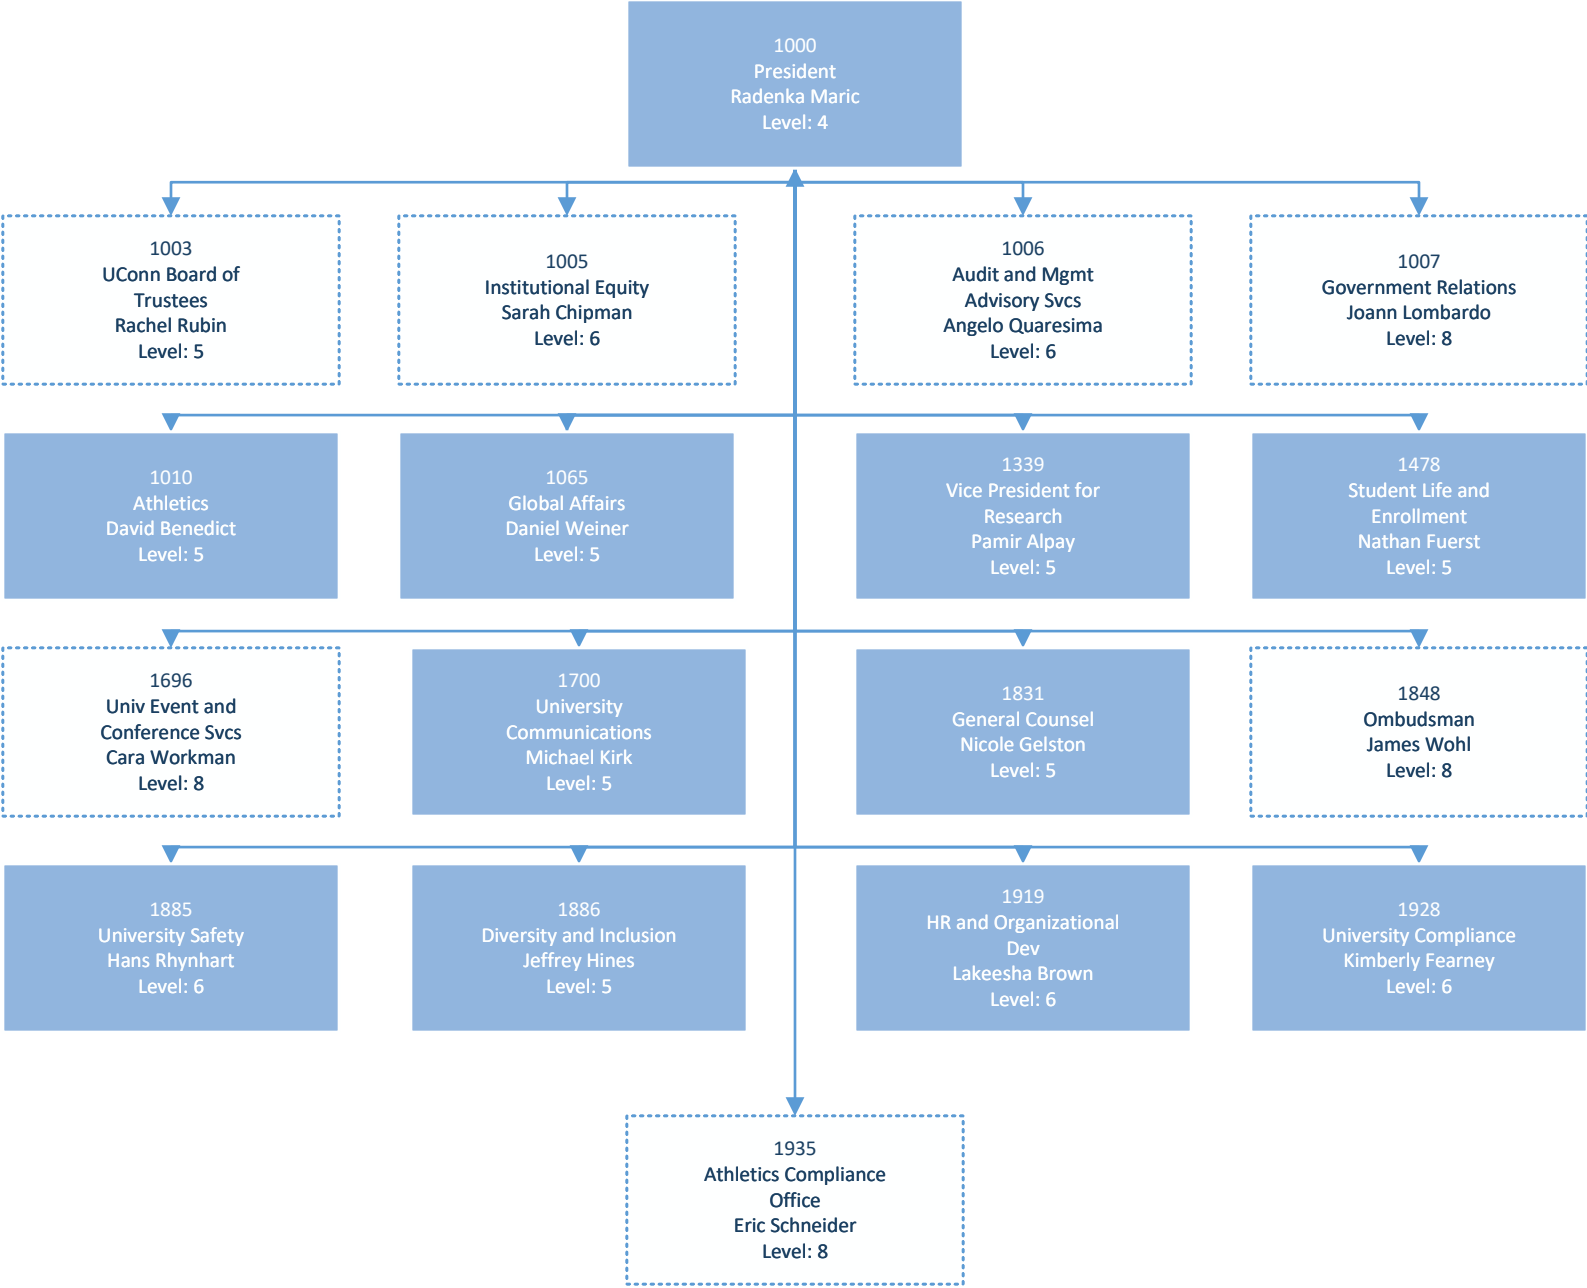 1000
President
Radenka Maric
Level: 4
1003
UConn Board of
Trustees
Rachel Rubin
Level: 5
1005
Institutional Equity
Sarah Chipman
Level: 6
1006
Audit and Mgmt
Advisory Svcs
Angelo Quaresima
Level: 6
1007
Government Relations
Joann Lombardo
Level: 8
1010
Athletics
David Benedict
Level: 5
1065
Global Affairs
Daniel Weiner
Level: 5
1339
Vice President for
Research
Pamir Alpay
Level: 5
1478
Student Life and
Enrollment
Nathan Fuerst
Level: 5
1696
Univ Event and
Conference Svcs
Cara Workman
Level: 8
1700
University
Communications
Michael Kirk
Level: 5
1831
General Counsel
Nicole Gelston
Level: 5
1848
Ombudsman
James Wohl
Level: 8
1885
University Safety
Hans Rhynhart
Level: 6
1886
Diversity and Inclusion
Jeffrey Hines
Level: 5
1919
HR and Organizational
Dev
Lakeesha Brown
Level: 6
1928
University Compliance
Kimberly Fearney
Level: 6
1935
Athletics Compliance
Office
Eric Schneider
Level: 8